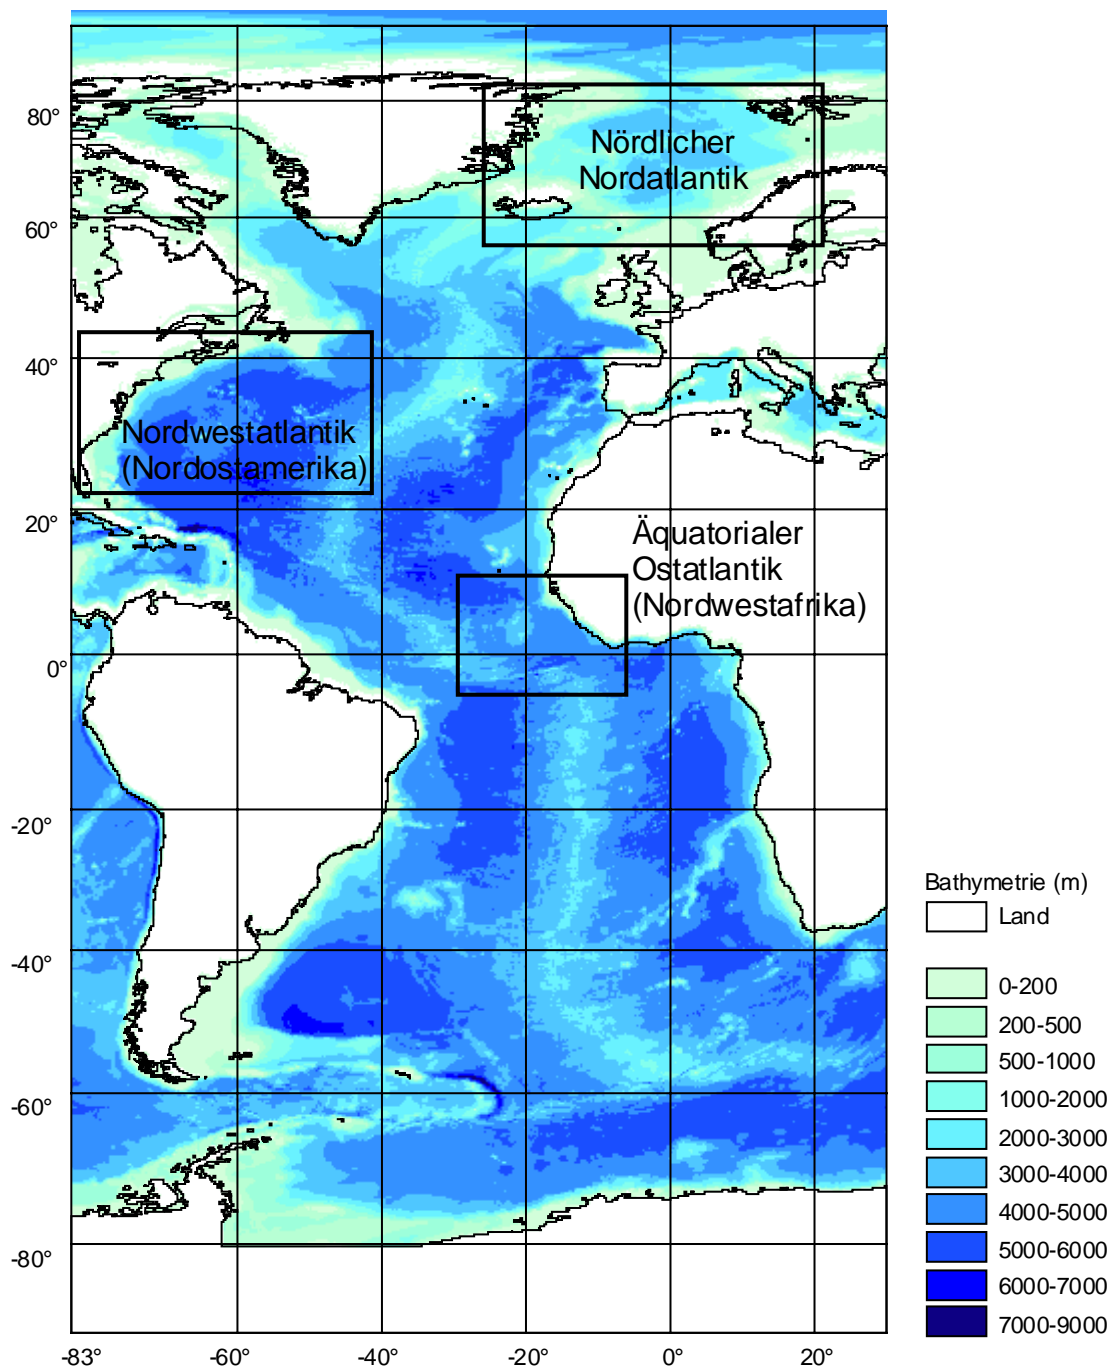 80°
Nördlicher
Nordatlantik
60°
40°
Nordwestatlantik
(Nordostamerika)
20°
Äquatorialer
Ostatlantik
(Nordwestafrika)
0°
-20°
-40°
-60°
-80°
-83°
-60°
-40°
-20°
0°
20°
Bathymetrie (m)
Land
0-200
200-500
500-1000
1000-2000
2000-3000
3000-4000
4000-5000
5000-6000
6000-7000
7000-9000